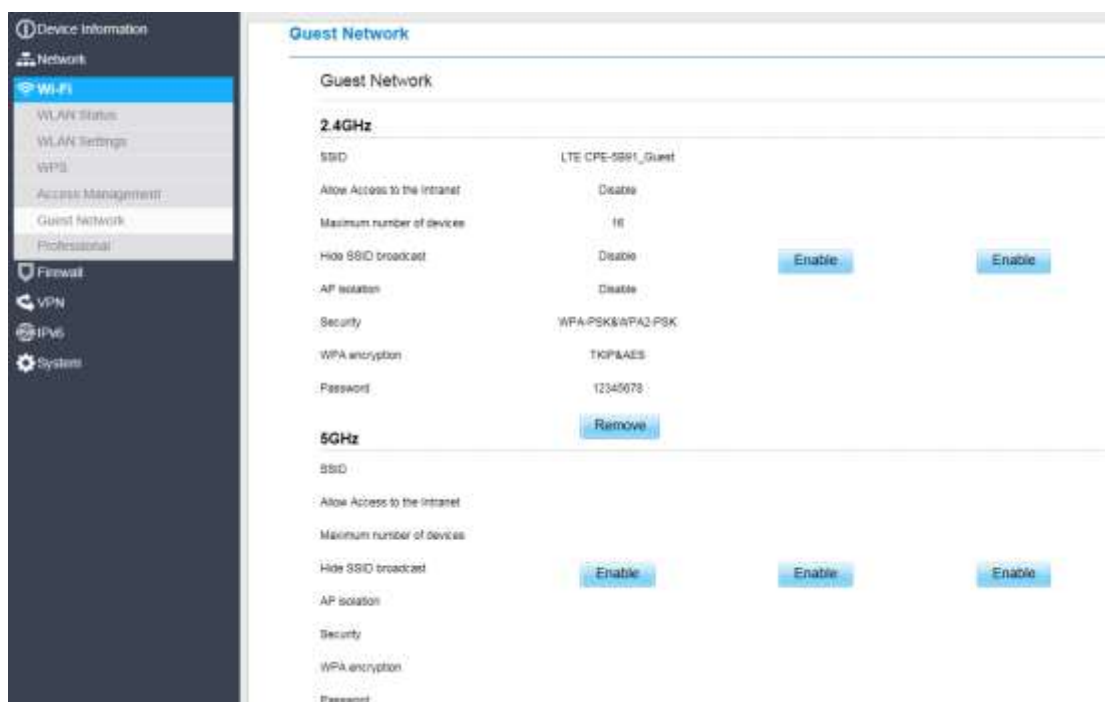 Device Information
Network
Wi-Fi
WLAN Status
WLAN Settings
WPS
Access Management
Guest Network
Professional
Firewall
VPN
IPv6
System
Guest Network
Guest Network
2.4GHz
SSID LTE CPE-5B91_Guest
Allow Access to the Intranet Disable
Maximum number of devices 16
Hide SSID broadcast Disable Enable Enable
AP isolation Disable
Security WPA-PSK&WPA2-PSK
WPA encryption TKIP&AES
Password 12345678
Remove
5GHz
SSID
Allow Access to the Intranet
Maximum number of devices
Hide SSID broadcast Enable Enable Enable
AP isolation
Security
WPA encryption
Password